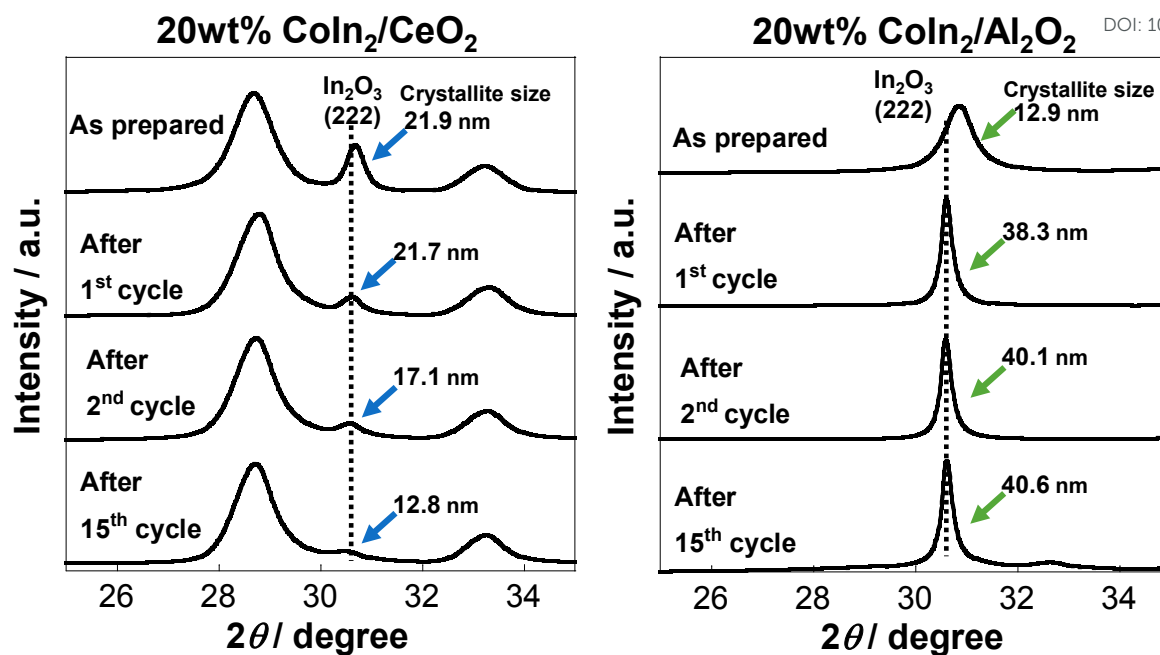 20wt% CoIn₂/CeO₂
In₂O₃
(222)
Crystallite size
21.9 nm
As prepared
After
1st cycle
21.7 nm
After
2nd cycle
17.1 nm
After
15th cycle
12.8 nm
Intensity / a.u.
26 28 30 32 34
2θ / degree
20wt% CoIn₂/Al₂O₃
DOI: 10
In₂O₃
(222)
Crystallite size
12.9 nm
As prepared
After
1st cycle
38.3 nm
After
2nd cycle
40.1 nm
After
15th cycle
40.6 nm
Intensity / a.u.
26 28 30 32 34
2θ / degree